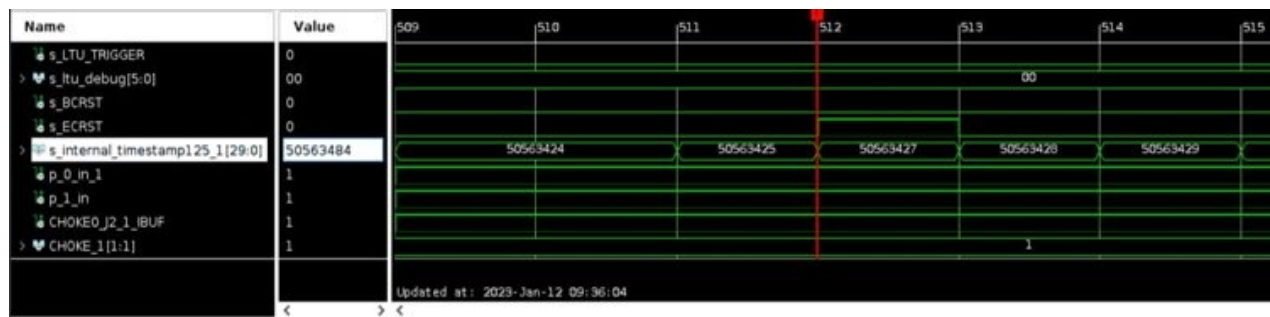 Name Value 509 510 511 512 513 514 515
s_LTU_TRIGGER 0
s_ltu_debug[5:0] 00 00
s_BCRST 0
s_ECRST 0
s_internal_timestamp125_1[29:0] 50563484 50563424 50563425 50563427 50563428 50563429
p_0_in_1 1
p_1_in 1
CHOKE0_J2_1_IBUF 1
CHOKE_1[1:1] 1 1
Updated at: 2023-Jan-12 09:36:04